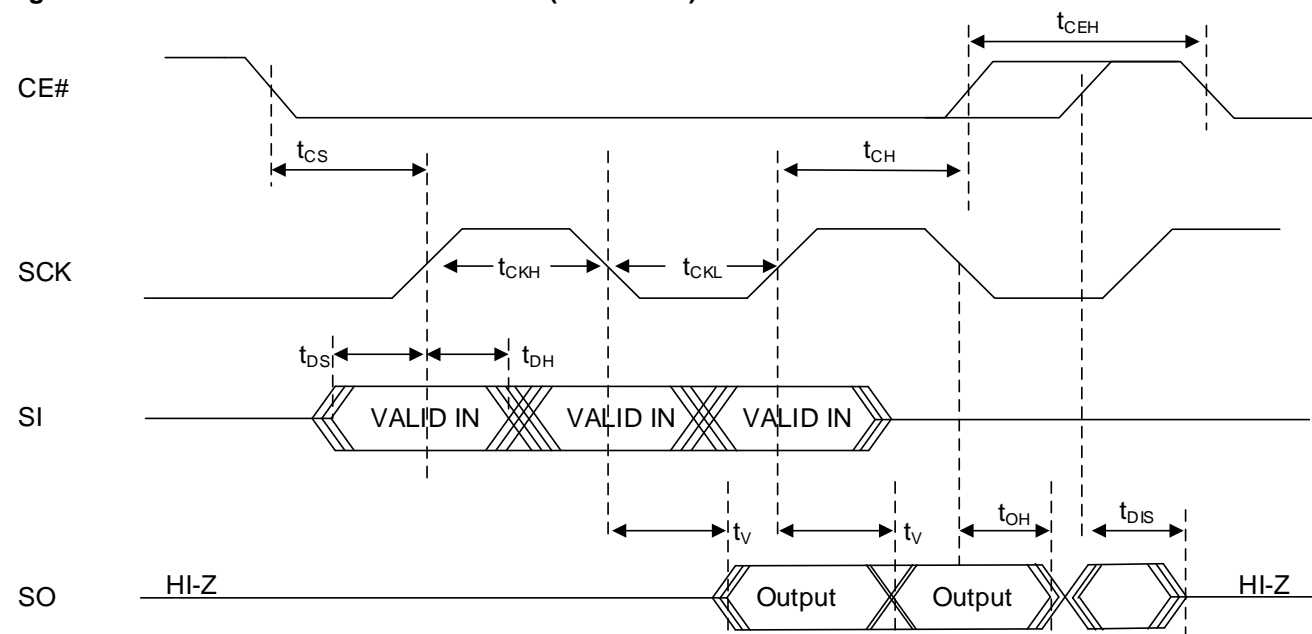 tCEH
CE#
tCS
tCH
SCK
tCKH
tCKL
tDS
tDH
SI
VALID IN
VALID IN
VALID IN
tV
tV
tOH
tDIS
SO
HI-Z
Output
Output
HI-Z